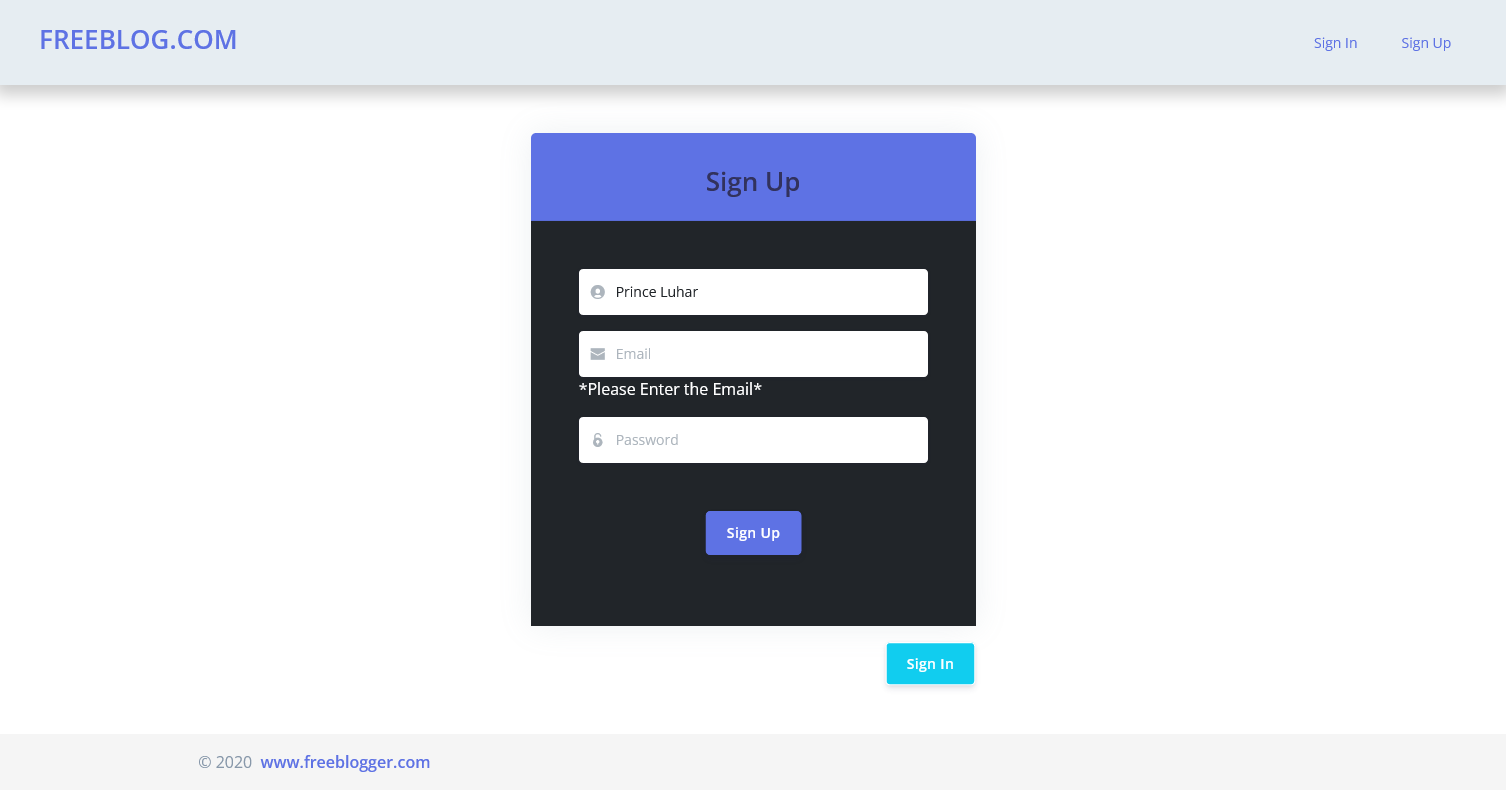 FREEBLOG.COM
Sign In
Sign Up
Sign Up
Prince Luhar
Email
*Please Enter the Email*
Password
Sign Up
Sign In
© 2020 www.freeblogger.com